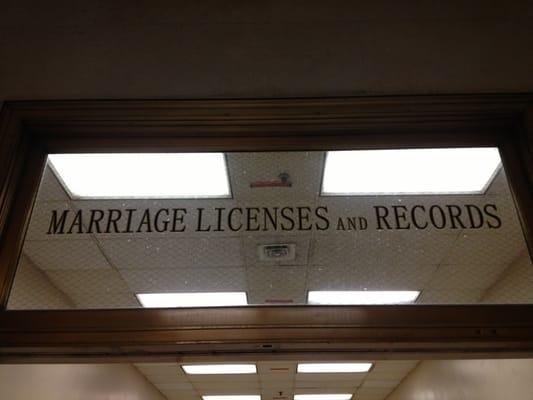 MARRIAGE LICENSES AND RECORDS